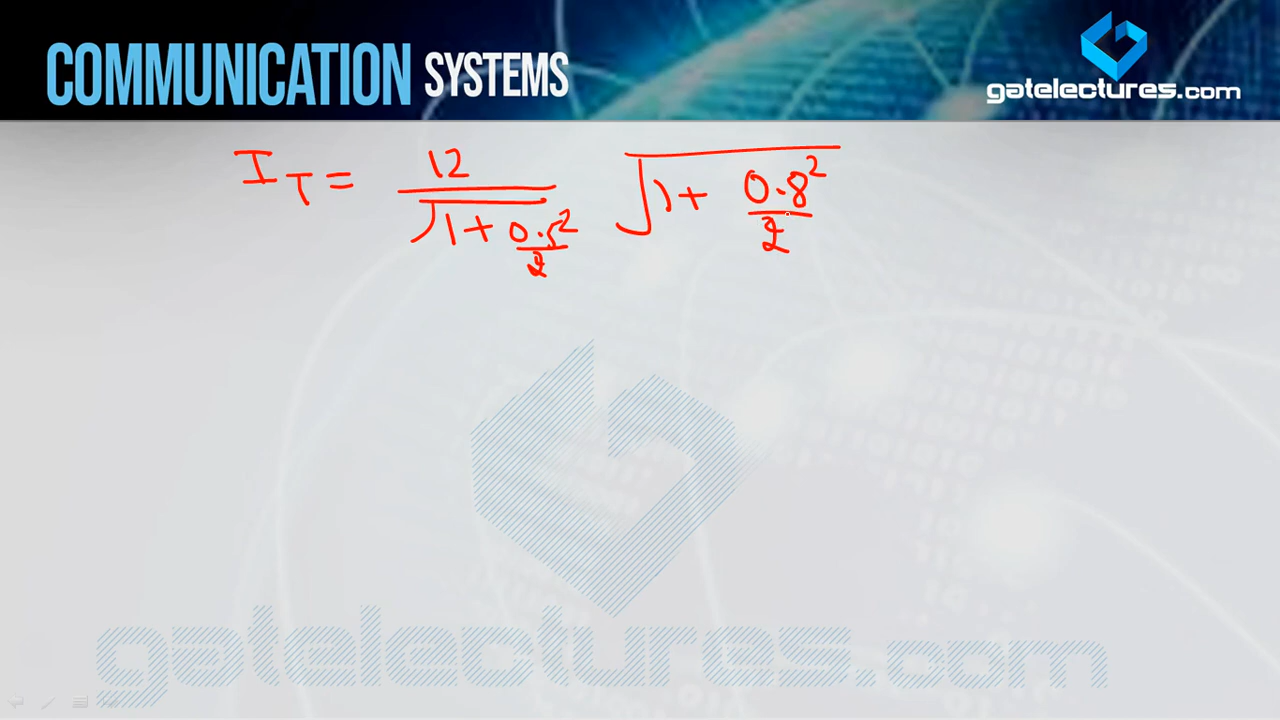 COMMUNICATION SYSTEMS
gatelectures.com
I_T = 12 / √(1 + 0.5²/2) √(1 + 0.8²/2)
gatelectures.com